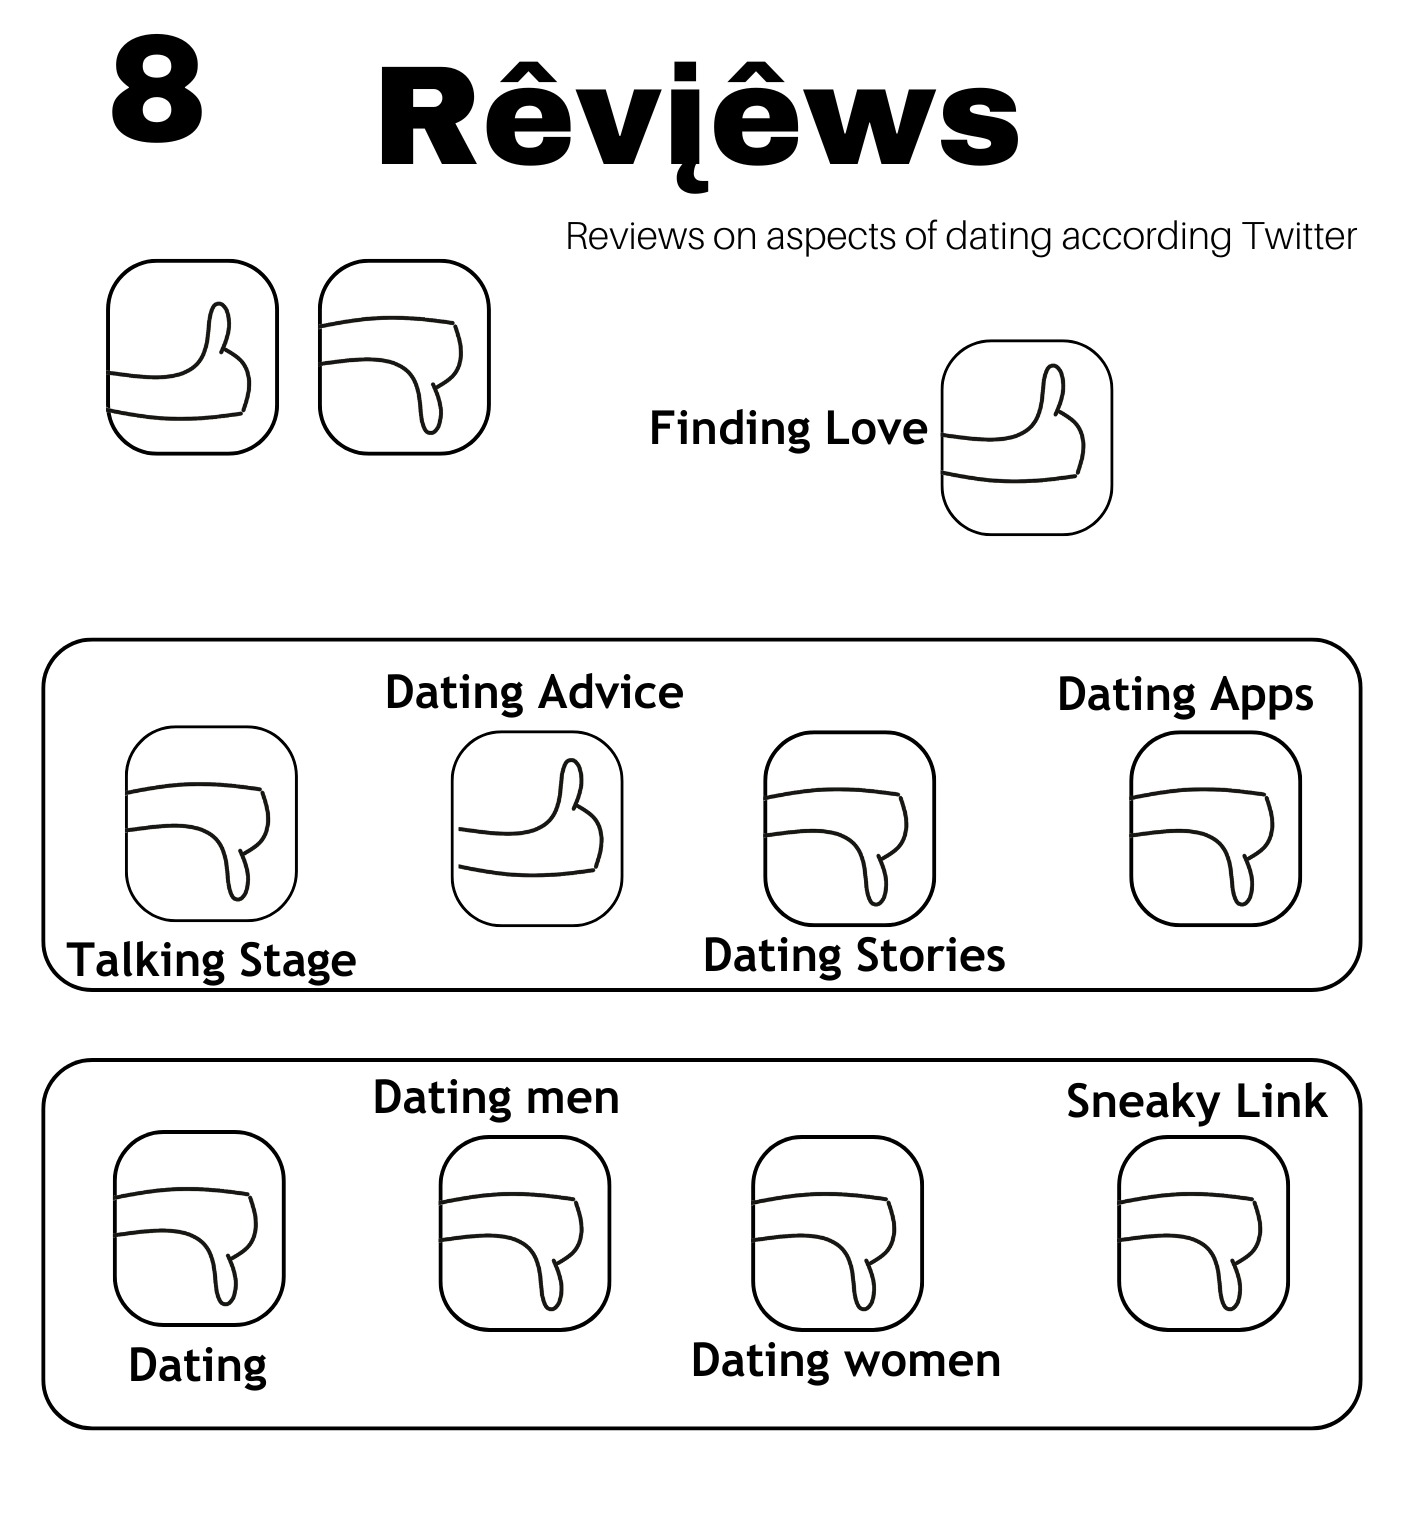 8
Rêvįêws
Reviews on aspects of dating according Twitter
Finding Love
Dating Advice
Dating Apps
Talking Stage
Dating Stories
Dating men
Sneaky Link
Dating
Dating women